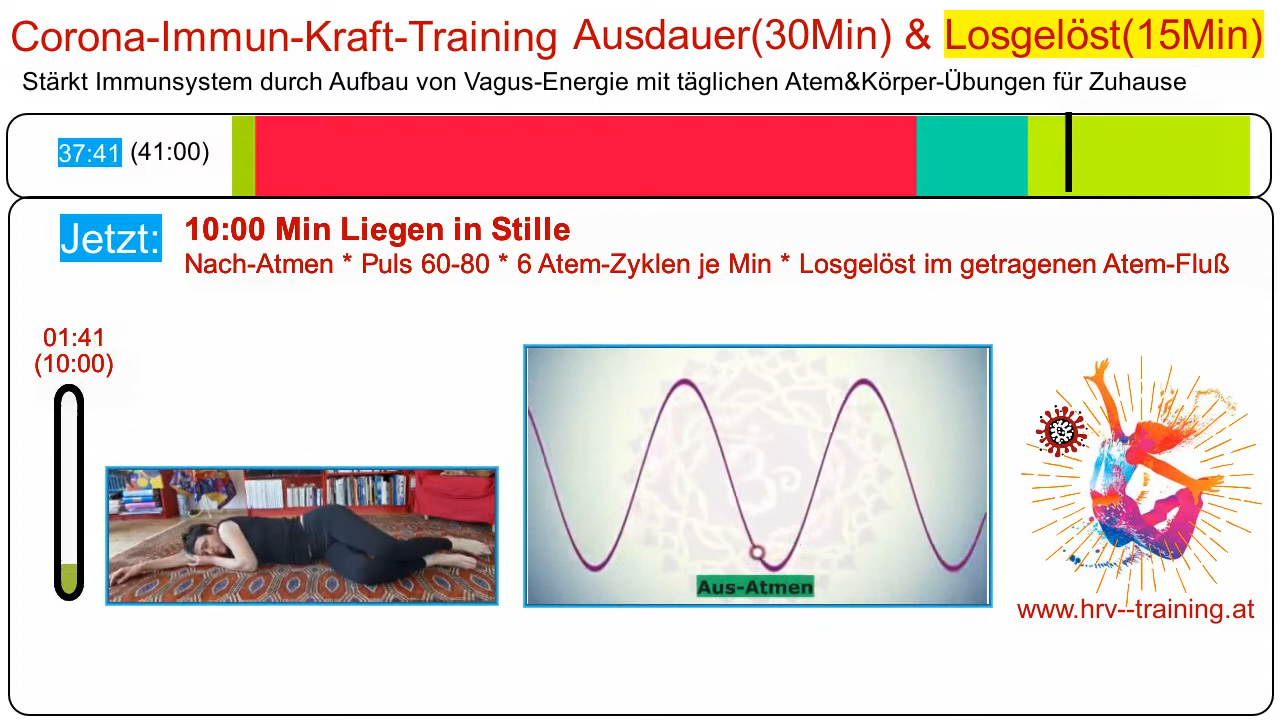 Corona-Immun-Kraft-Training Ausdauer(30Min) & Losgelöst(15Min)
Stärkt Immunsystem durch Aufbau von Vagus-Energie mit täglichen Atem&Körper-Übungen für Zuhause
37:41 (41:00)
Jetzt: 10:00 Min Liegen in Stille
Nach-Atmen * Puls 60-80 * 6 Atem-Zyklen je Min * Losgelöst im getragenen Atem-Fluß
01:41
(10:00)
Aus-Atmen
www.hrv--training.at